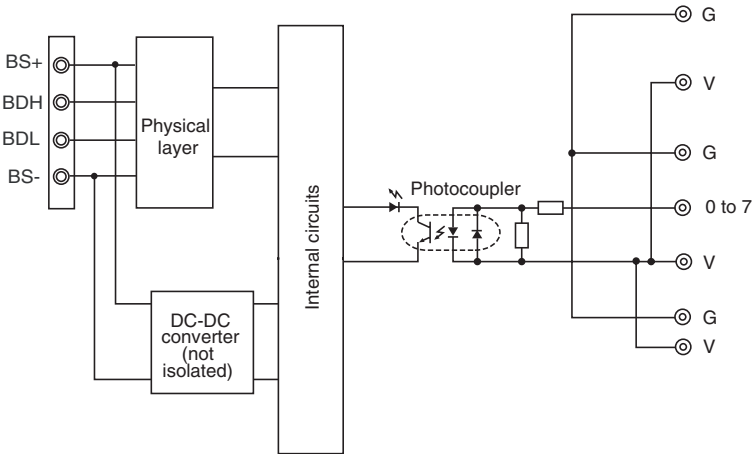 BS+
BDH
BDL
BS-
Physical
layer
DC-DC
converter
(not
isolated)
Internal circuits
Photocoupler
G
V
G
0 to 7
V
G
V